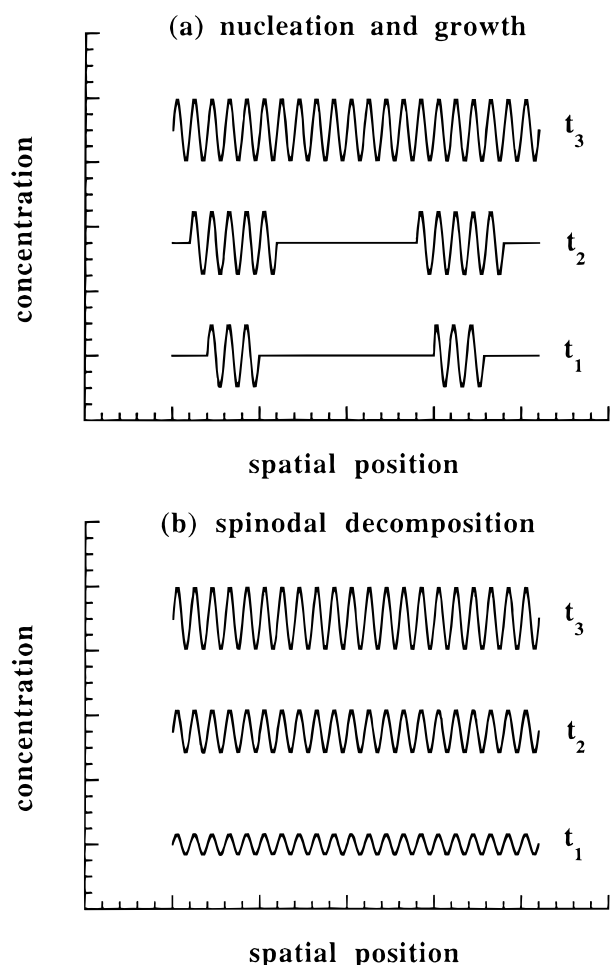 (a) nucleation and growth
t3
t2
t1
concentration
spatial position
(b) spinodal decomposition
t3
t2
t1
concentration
spatial position